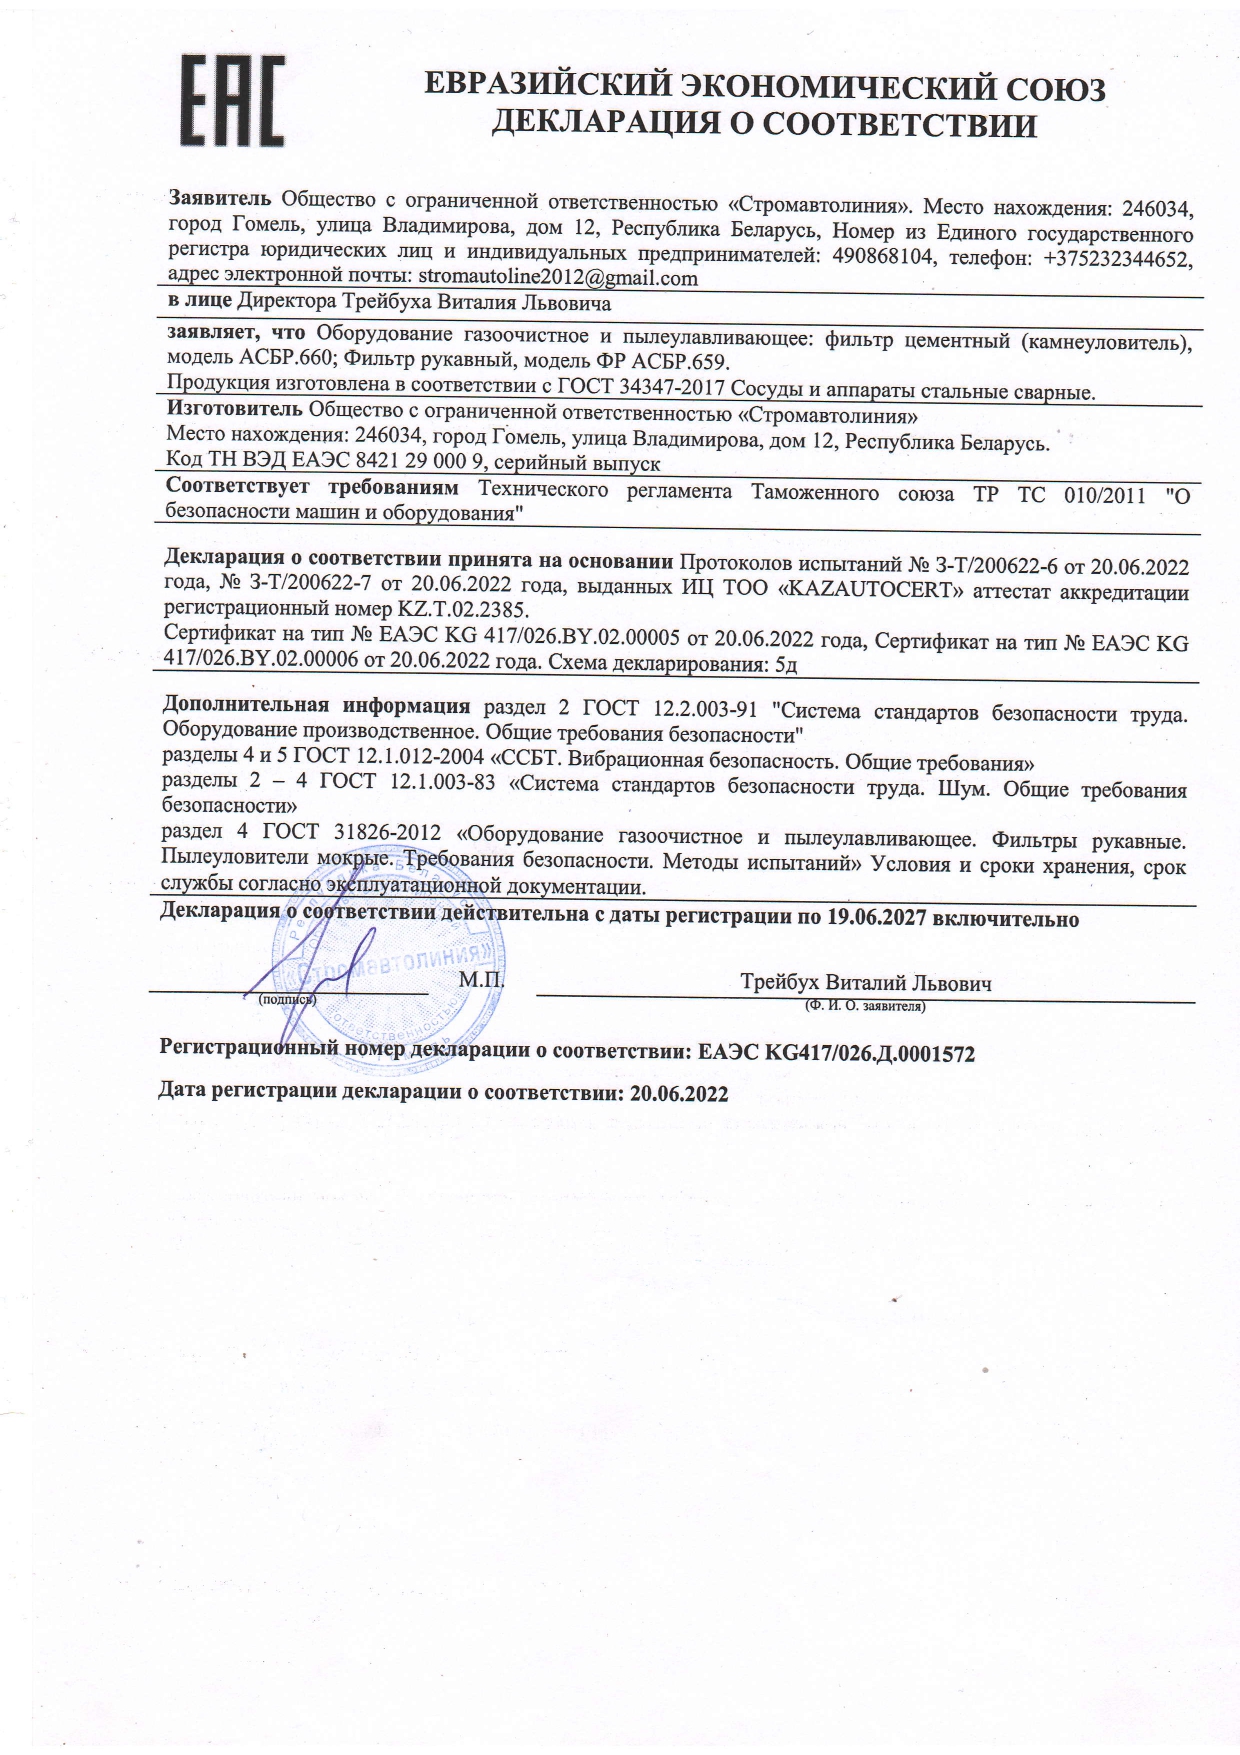 ЕАС
ЕВРАЗИЙСКИЙ ЭКОНОМИЧЕСКИЙ СОЮЗ
ДЕКЛАРАЦИЯ О СООТВЕТСТВИИ
Заявитель Общество с ограниченной ответственностью «Стромавтолиния». Место нахождения: 246034,
город Гомель, улица Владимирова, дом 12, Республика Беларусь, Номер из Единого государственного
регистра юридических лиц и индивидуальных предпринимателей: 490868104, телефон: +375232344652,
адрес электронной почты: stromautoline2012@gmail.com
в лице Директора Трейбуха Виталия Львовича
заявляет, что Оборудование газоочистное и пылеулавливающее: фильтр цементный (камнеуловитель),
модель АСБР.660; Фильтр рукавный, модель ФР АСБР.659.
Продукция изготовлена в соответствии с ГОСТ 34347-2017 Сосуды и аппараты стальные сварные.
Изготовитель Общество с ограниченной ответственностью «Стромавтолиния»
Место нахождения: 246034, город Гомель, улица Владимирова, дом 12, Республика Беларусь.
Код ТН ВЭД ЕАЭС 8421 29 000 9, серийный выпуск
Соответствует требованиям Технического регламента Таможенного союза ТР ТС 010/2011 "О
безопасности машин и оборудования"
Декларация о соответствии принята на основании Протоколов испытаний № З-Т/200622-6 от 20.06.2022
года, № З-Т/200622-7 от 20.06.2022 года, выданных ИЦ ТОО «KAZAUTOCERT» аттестат аккредитации
регистрационный номер KZ.T.02.2385.
Сертификат на тип № ЕАЭС KG 417/026.BY.02.00005 от 20.06.2022 года, Сертификат на тип № ЕАЭС KG
417/026.BY.02.00006 от 20.06.2022 года. Схема декларирования: 5д
Дополнительная информация раздел 2 ГОСТ 12.2.003-91 "Система стандартов безопасности труда.
Оборудование производственное. Общие требования безопасности"
разделы 4 и 5 ГОСТ 12.1.012-2004 «ССБТ. Вибрационная безопасность. Общие требования»
разделы 2 – 4 ГОСТ 12.1.003-83 «Система стандартов безопасности труда. Шум. Общие требования
безопасности»
раздел 4 ГОСТ 31826-2012 «Оборудование газоочистное и пылеулавливающее. Фильтры рукавные.
Пылеуловители мокрые. Требования безопасности. Методы испытаний» Условия и сроки хранения, срок
службы согласно эксплуатационной документации.
Декларация о соответствии действительна с даты регистрации по 19.06.2027 включительно
Республика Беларусь
«Стромавтолиния»
ответственностью
М.П.
Трейбух Виталий Львович
(подпись)
(Ф. И. О. заявителя)
Регистрационный номер декларации о соответствии: ЕАЭС KG417/026.Д.0001572
Дата регистрации декларации о соответствии: 20.06.2022